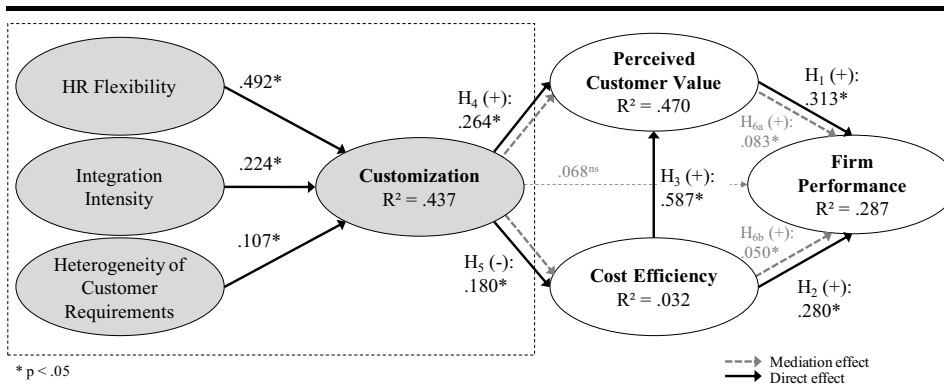 HR Flexibility
.492*
Integration
Intensity
.224*
Heterogeneity of
Customer
Requirements
.107*
Customization
R² = .437
H₄ (+):
.264*
H₅ (-):
.180*
Perceived
Customer Value
R² = .470
.068ⁿˢ
H₃ (+):
.587*
Cost Efficiency
R² = .032
H₁ (+):
.313*
H₆ₐ (+):
.083*
Firm
Performance
R² = .287
H₆b (+):
.050*
H₂ (+):
.280*
* p < .05
Mediation effect
Direct effect